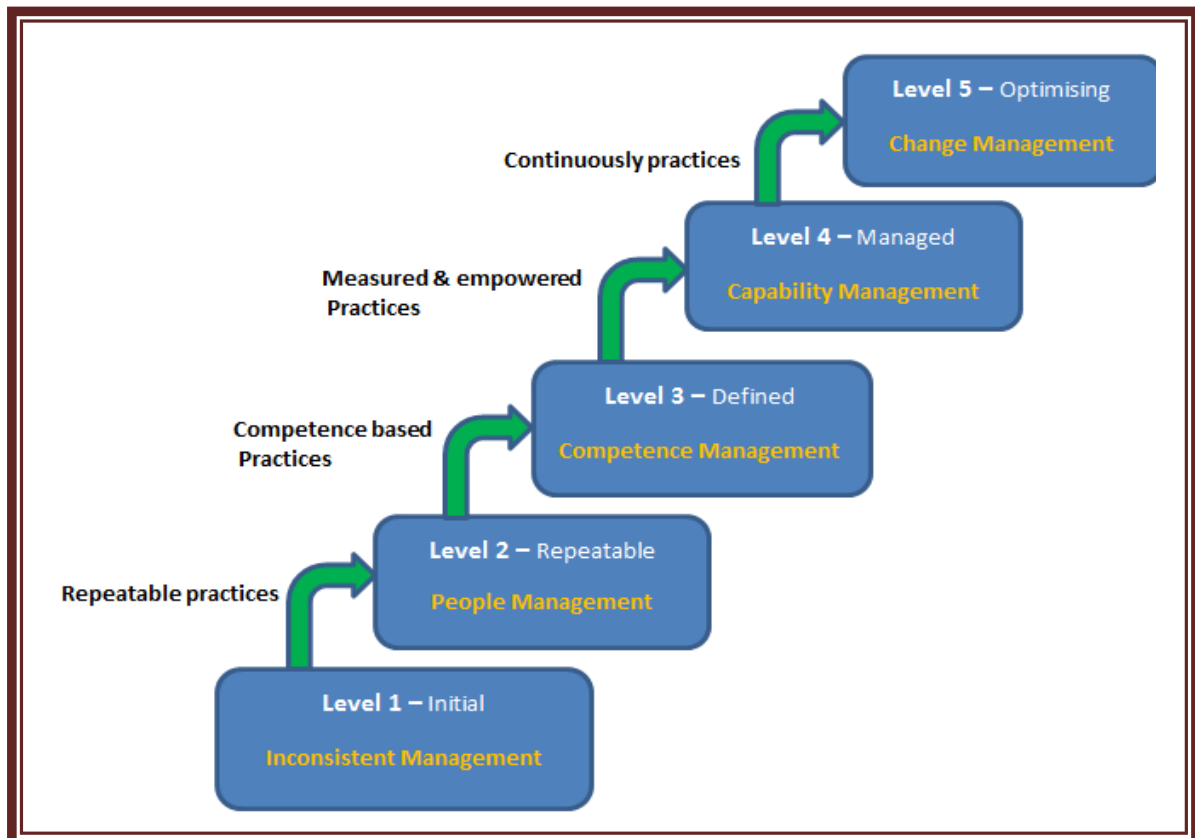 Level 5 – Optimising
Change Management
Continuously practices
Level 4 – Managed
Capability Management
Measured & empowered
Practices
Level 3 – Defined
Competence Management
Competence based
Practices
Level 2 – Repeatable
People Management
Repeatable practices
Level 1 – Initial
Inconsistent Management